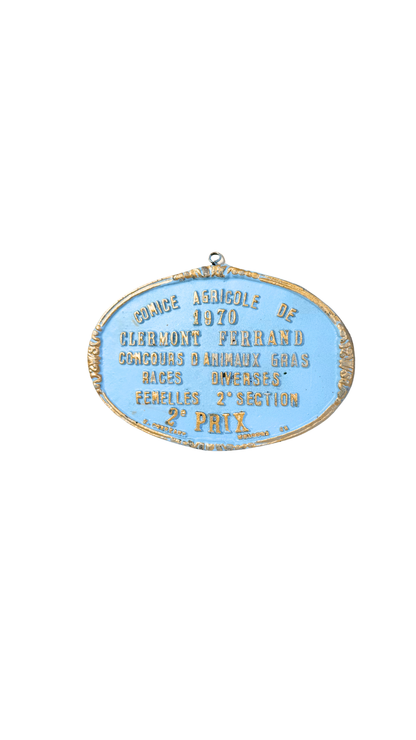 COMICE AGRICOLE DE
1970
CLERMONT FERRAND
CONCOURS D'ANIMAUX GRAS
RACES DIVERSES
FEMELLES 2e SECTION
2e PRIX